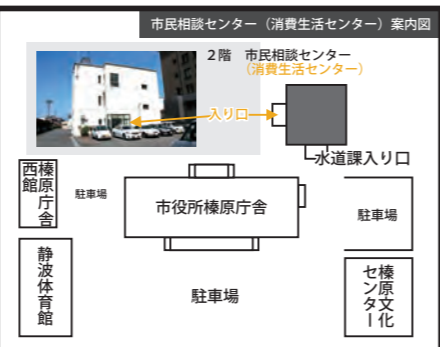 市民相談センター（消費生活センター）案内図
２階　市民相談センター
（消費生活センター）
入り口
水道課入り口
榛原庁舎
西館
駐車場
市役所榛原庁舎
駐車場
静波体育館
駐車場
榛原文化
センター